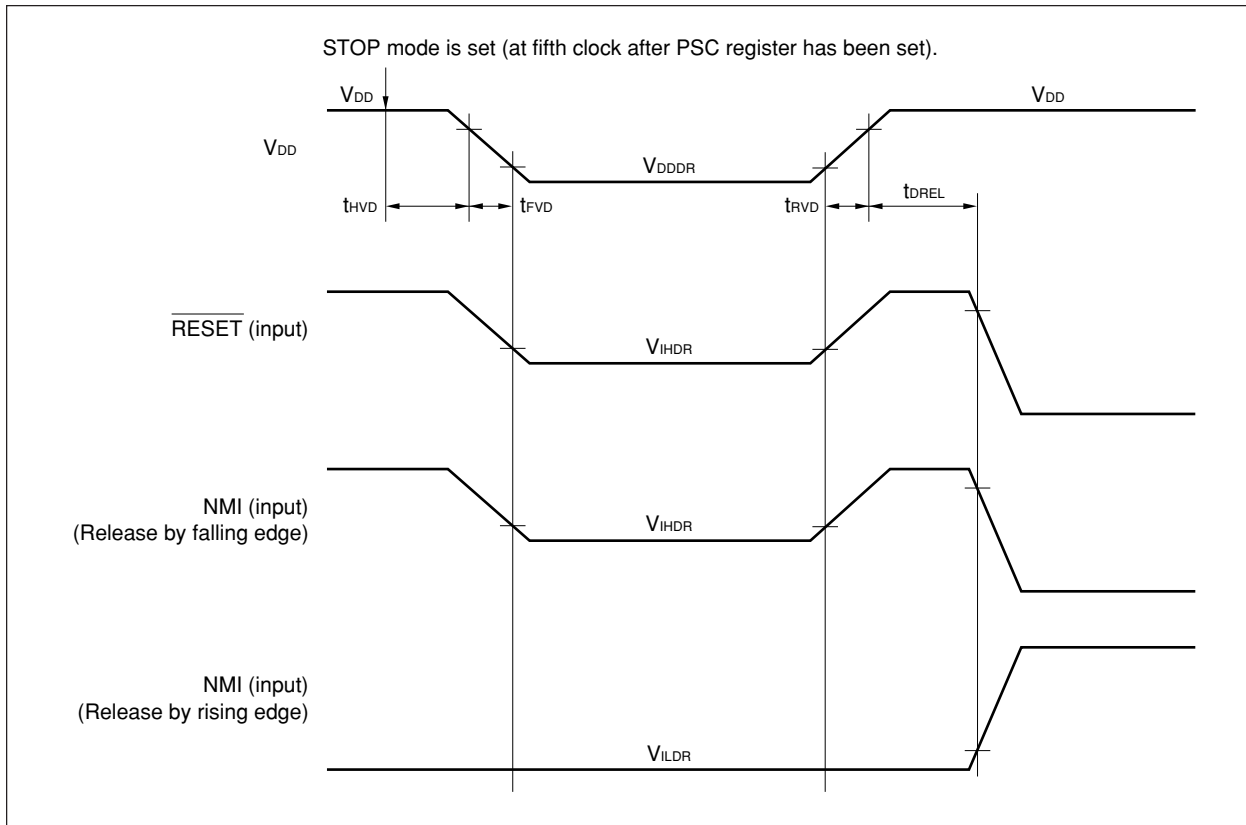 STOP mode is set (at fifth clock after PSC register has been set).
VDD
VDD
VDD
VDDDR
tHVD
tFVD
tRVD
tDREL
RESET (input)
VIHDR
NMI (input)
(Release by falling edge)
VIHDR
NMI (input)
(Release by rising edge)
VILDR